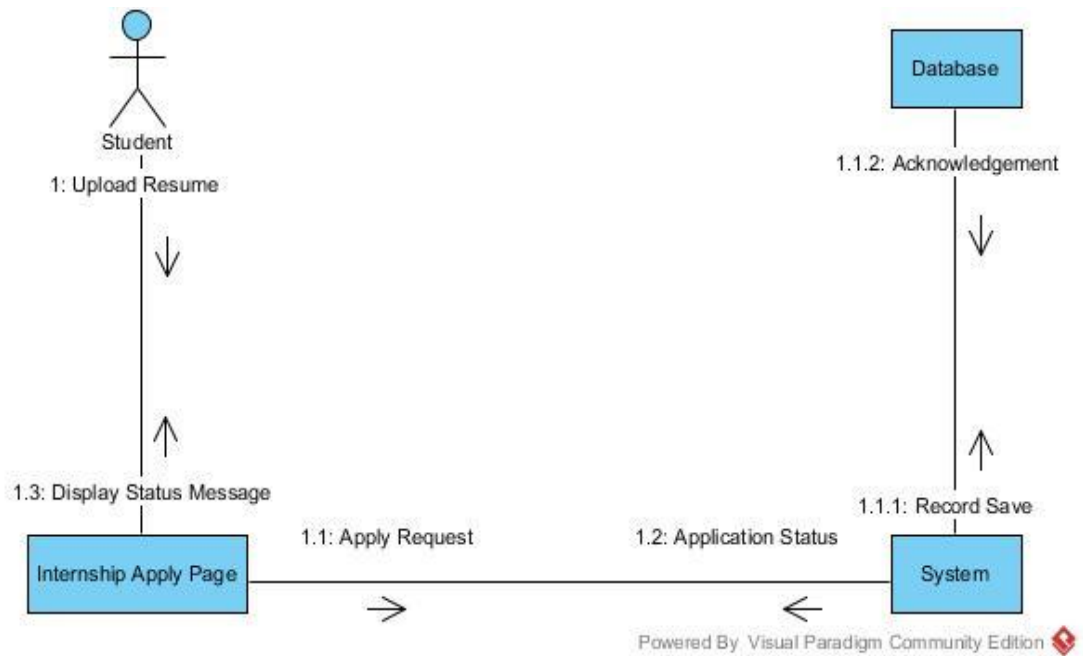 Student
1: Upload Resume
Database
1.1.2: Acknowledgement
1.3: Display Status Message
1.1.1: Record Save
Internship Apply Page
1.1: Apply Request
1.2: Application Status
System
Powered By Visual Paradigm Community Edition